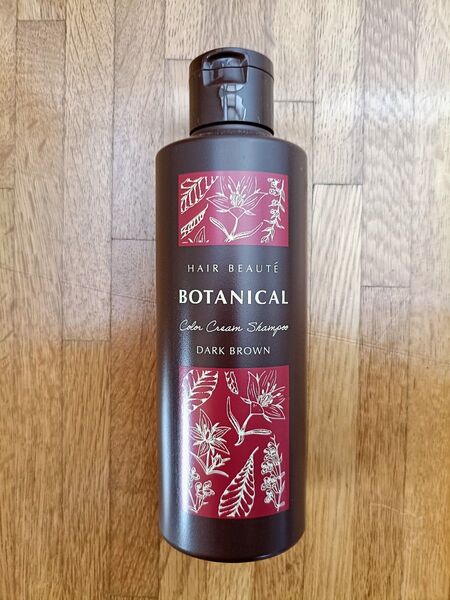 HAIR BEAUTÉ
BOTANICAL
Color Cream Shampoo
DARK BROWN